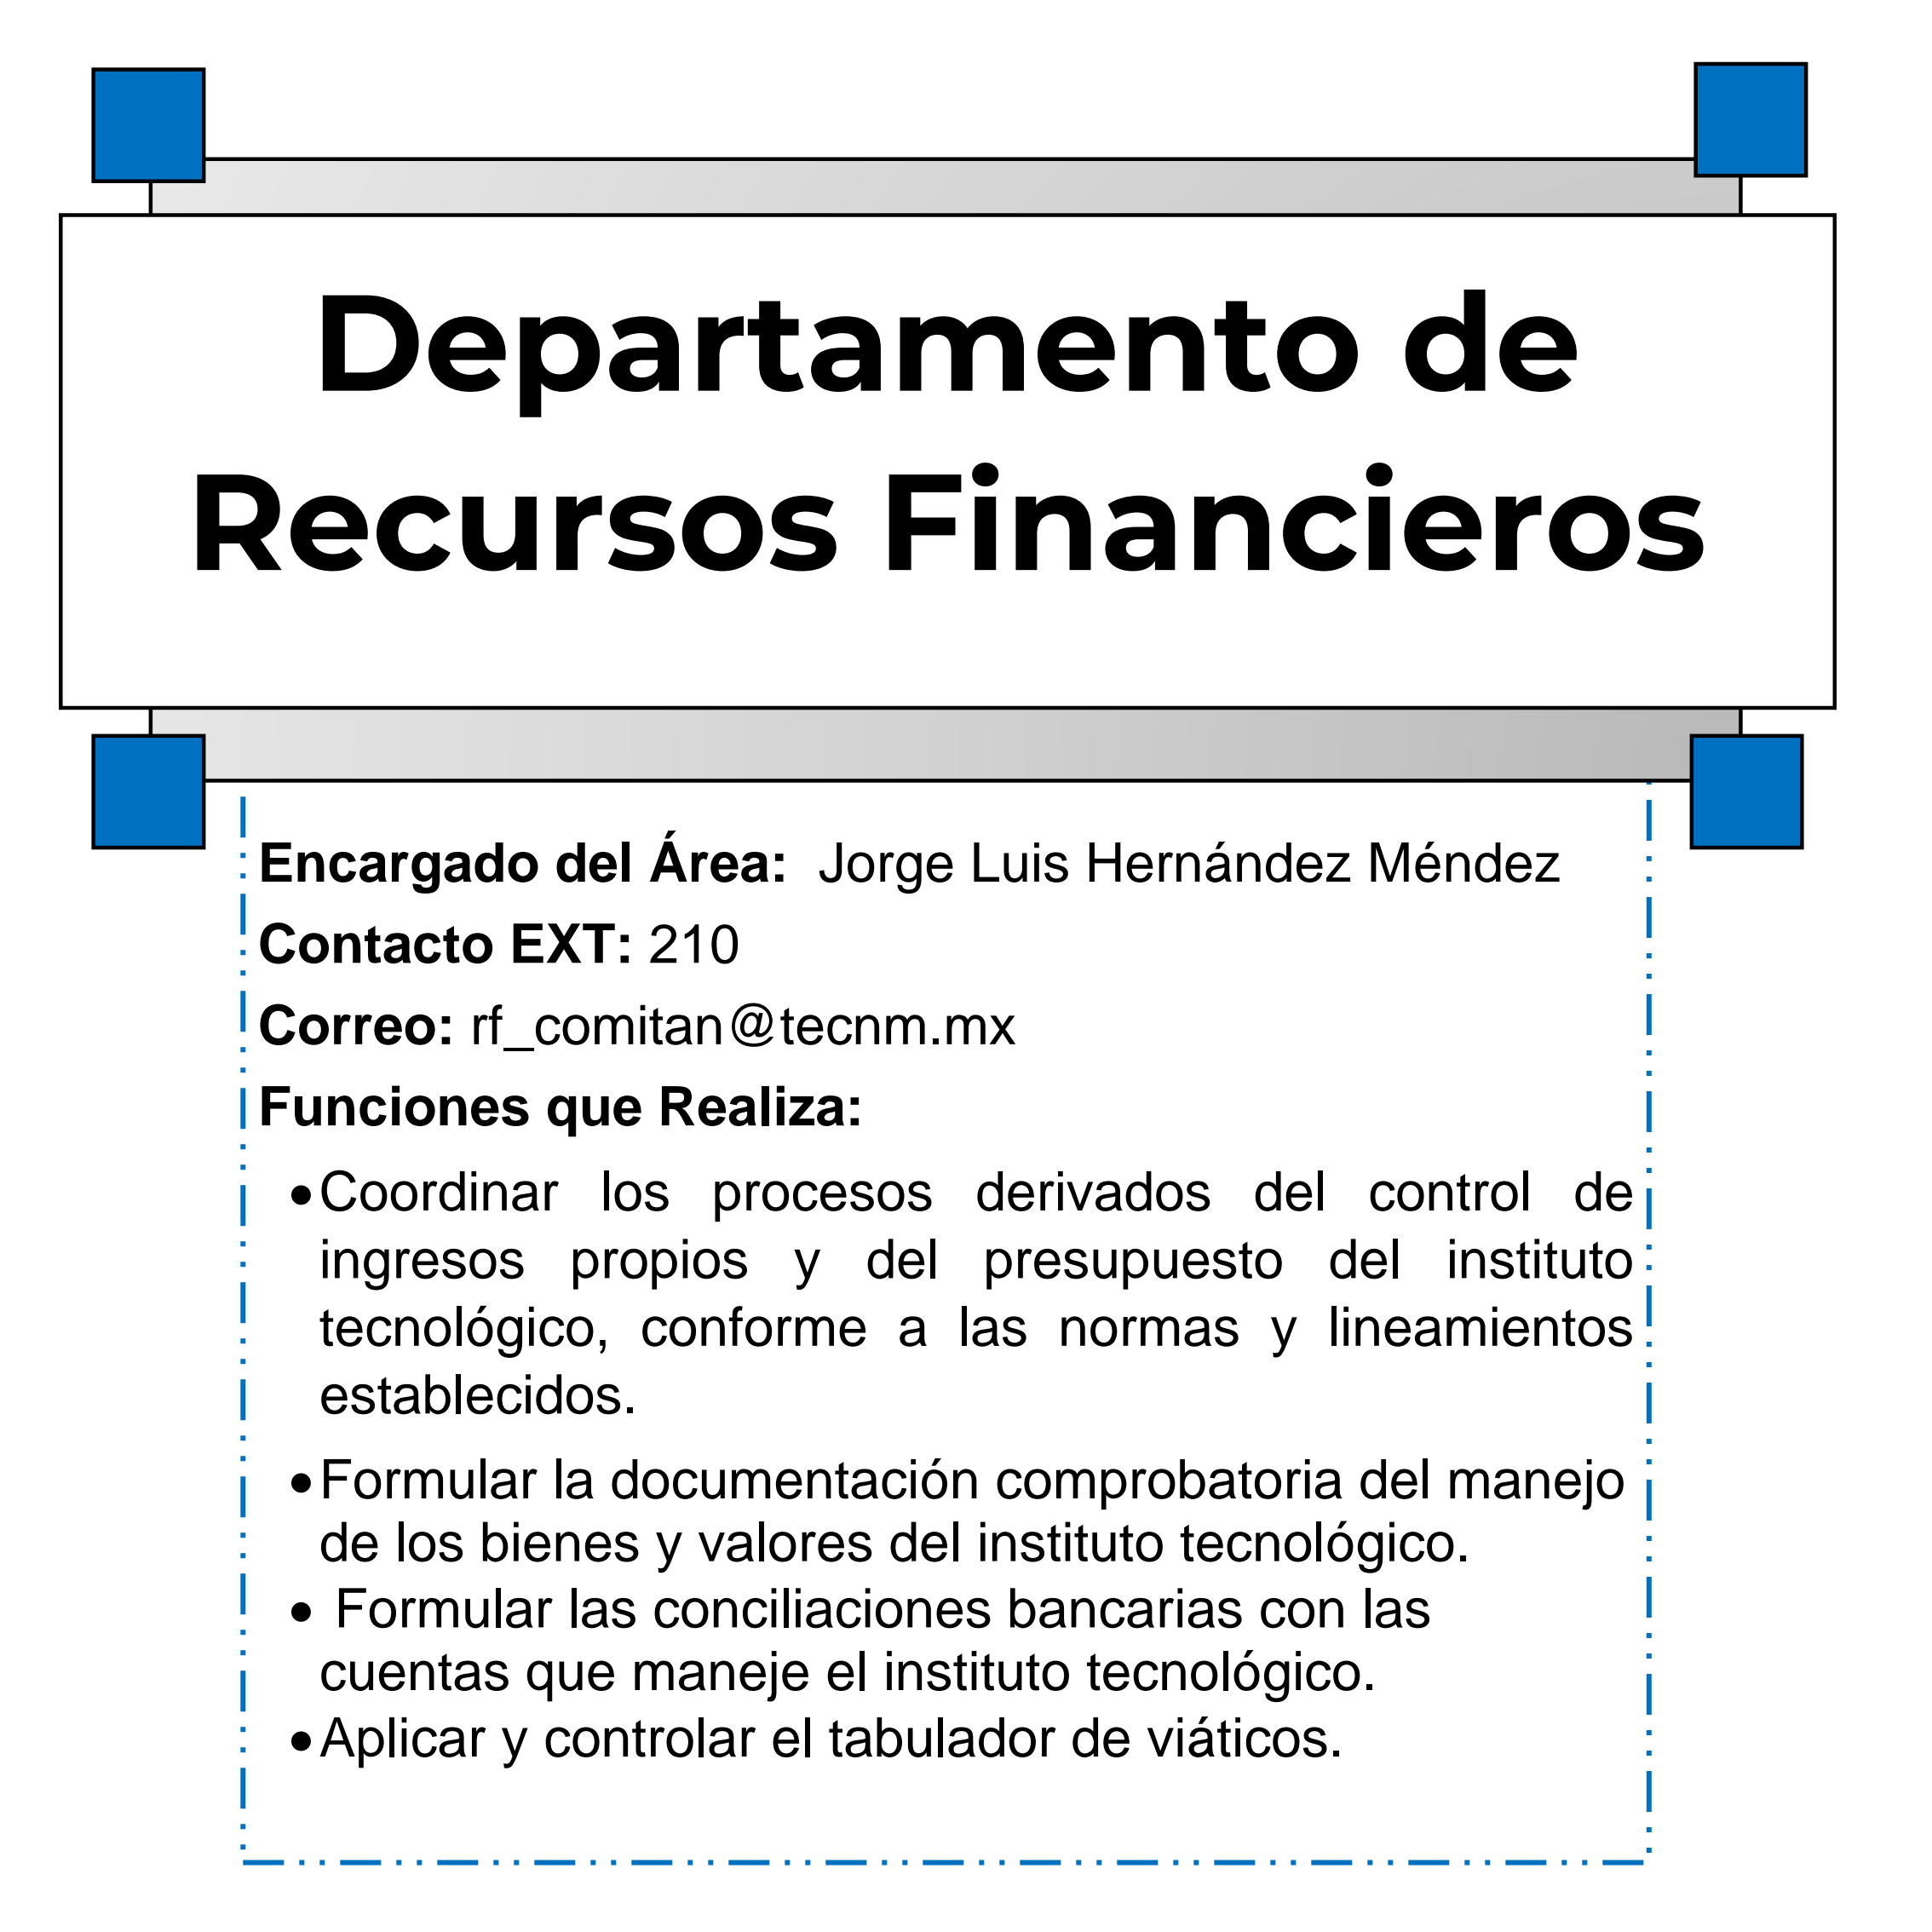 Departamento de
Recursos Financieros
Encargado del Área: Jorge Luis Hernández Méndez
Contacto EXT: 210
Correo: rf_comitan@tecnm.mx
Funciones que Realiza:
• Coordinar los procesos derivados del control de
ingresos propios y del presupuesto del instituto
tecnológico, conforme a las normas y lineamientos
establecidos.
• Formular la documentación comprobatoria del manejo
de los bienes y valores del instituto tecnológico.
• Formular las conciliaciones bancarias con las
cuentas que maneje el instituto tecnológico.
• Aplicar y controlar el tabulador de viáticos.